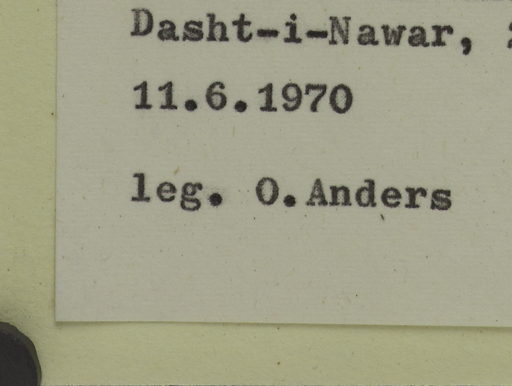 Dasht-i-Nawar,
11.6.1970
leg. O.Anders